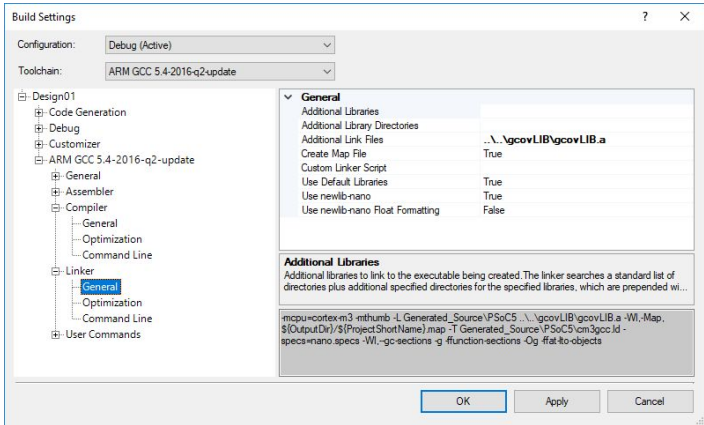 Build Settings
Configuration: Debug (Active)
Toolchain: ARM GCC 5.4-2016-q2-update
Design01
Code Generation
Debug
Customizer
ARM GCC 5.4-2016-q2-update
General
Assembler
Compiler
General
Optimization
Command Line
Linker
General
Optimization
Command Line
User Commands
General
Additional Libraries
Additional Library Directories
Additional Link Files ..\..\gcovLIB\gcovLIB.a
Create Map File True
Custom Linker Script
Use Default Libraries True
Use newlib-nano True
Use newlib-nano Float Formatting False
Additional Libraries
Additional libraries to link to the executable being created.The linker searches a standard list of
directories plus additional specified directories for the specified libraries, which are prepended wi...
-mcpu=cortex-m3 -mthumb -L Generated_Source\PSoC5 ..\..\gcovLIB\gcovLIB.a -Wl,-Map,
${OutputDir}/${ProjectShortName}.map -T Generated_Source\PSoC5\cm3gcc.ld -
specs=nano.specs -Wl,--gc-sections -g -ffunction-sections -Og -ffat-lto-objects
OK Apply Cancel